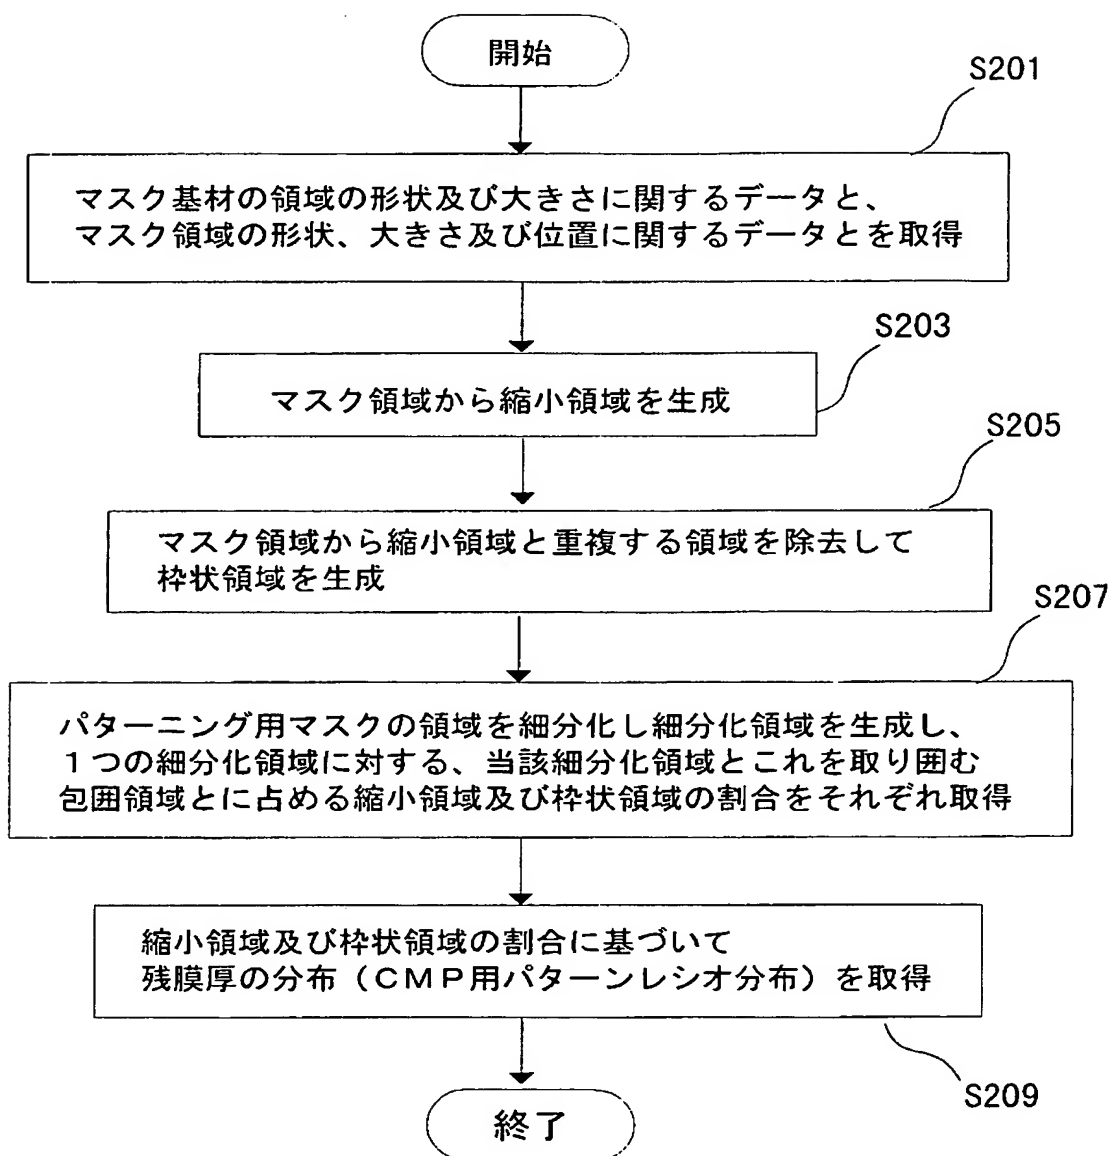 開始
S201
マスク基材の領域の形状及び大きさに関するデータと、
マスク領域の形状、大きさ及び位置に関するデータとを取得
S203
マスク領域から縮小領域を生成
S205
マスク領域から縮小領域と重複する領域を除去して
枠状領域を生成
S207
パターニング用マスクの領域を細分化し細分化領域を生成し、
1つの細分化領域に対する、当該細分化領域とこれを取り囲む
包囲領域とに占める縮小領域及び枠状領域の割合をそれぞれ取得
縮小領域及び枠状領域の割合に基づいて
残膜厚の分布（CMP用パターンレシオ分布）を取得
S209
終了